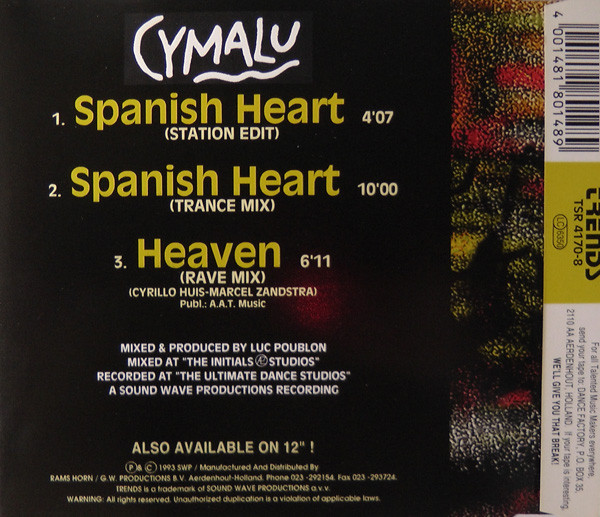 CYMALU
1. Spanish Heart 4'07
(STATION EDIT)
2. Spanish Heart 10'00
(TRANCE MIX)
3. Heaven 6'11
(RAVE MIX)
(CYRILLO HUIS-MARCEL ZANDSTRA)
Publ.: A.A.T. Music
MIXED & PRODUCED BY LUC POUBLON
MIXED AT "THE INITIALS STUDIOS"
RECORDED AT "THE ULTIMATE DANCE STUDIOS"
A SOUND WAVE PRODUCTIONS RECORDING
ALSO AVAILABLE ON 12" !
Ⓟ & © 1993 SWP / Manufactured And Distributed By
RAMS HORN / G.W. PRODUCTIONS B.V. Aerdenhout-Holland. Phone 023 -292154. Fax 023 -293724.
TRENDS is a trademark of SOUND WAVE PRODUCTIONS a.v.v.
WARNING: All rights reserved. Unauthorized duplication is a violation of applicable laws.
4 001481 801489
TRENDS
TSR 4170-8
LC 6360
For all Talented Music Makers everywhere.
send your tape to: DANCE FACTORY, P.O. BOX 35,
2110 AA AERDENHOUT, HOLLAND. If your tape is interesting,
WE'LL GIVE YOU THAT BREAK!